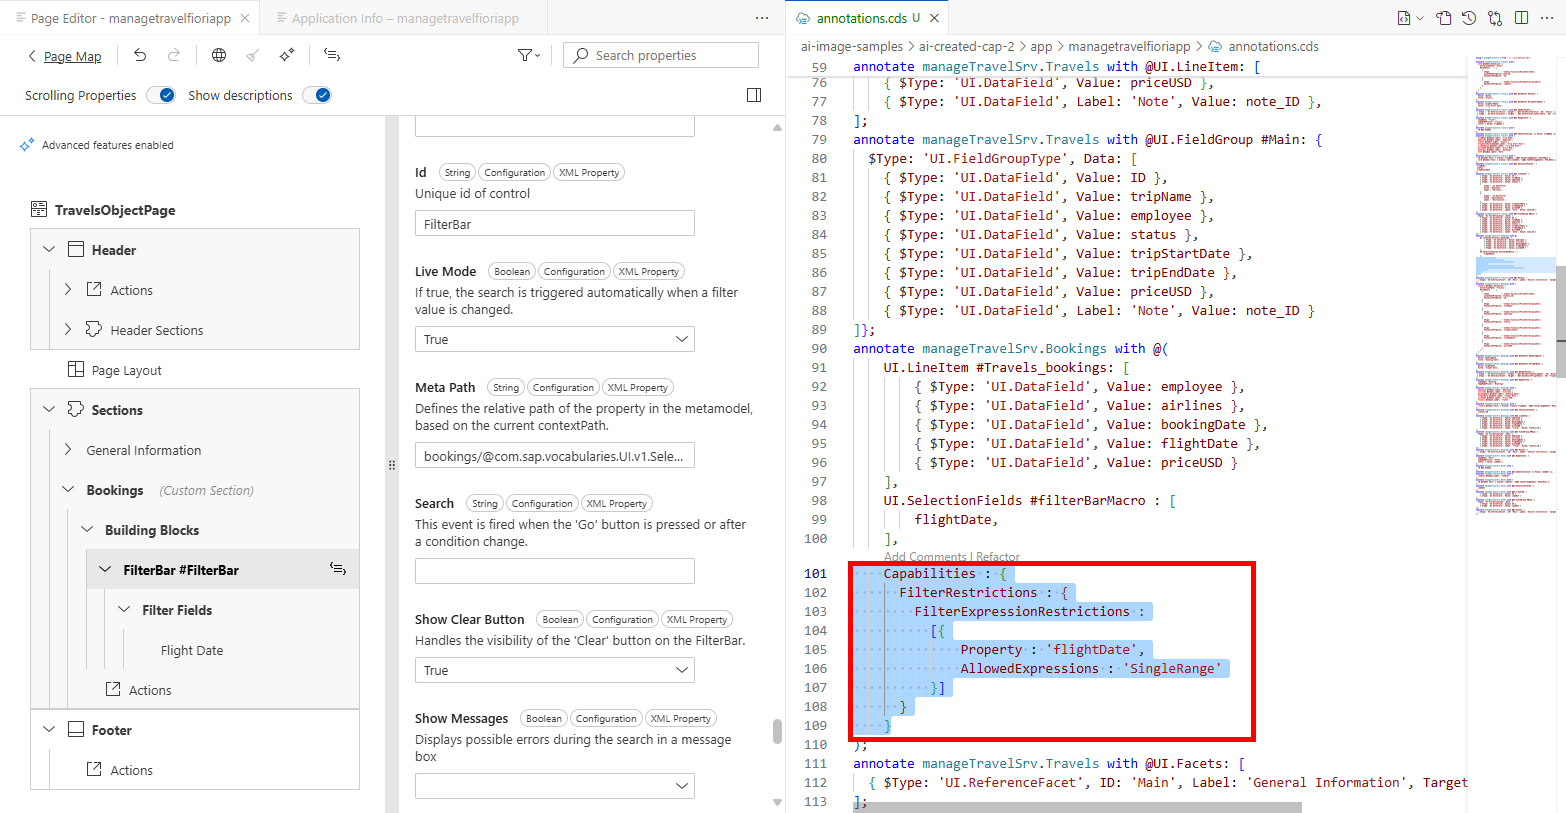 Page Editor - managetravelfioriapp
Application Info – managetravelfioriapp
Page Map
Search properties
Scrolling Properties
Show descriptions
Advanced features enabled
TravelsObjectPage
Header
Actions
Header Sections
Page Layout
Sections
General Information
Bookings (Custom Section)
Building Blocks
FilterBar #FilterBar
Filter Fields
Flight Date
Actions
Footer
Actions
Id String Configuration XML Property
Unique id of control
FilterBar
Live Mode Boolean Configuration XML Property
If true, the search is triggered automatically when a filter
value is changed.
True
Meta Path String Configuration XML Property
Defines the relative path of the property in the metamodel,
based on the current contextPath.
bookings/@com.sap.vocabularies.UI.v1.Sele...
Search String Configuration XML Property
This event is fired when the 'Go' button is pressed or after
a condition change.
Show Clear Button Boolean Configuration XML Property
Handles the visibility of the 'Clear' button on the FilterBar.
True
Show Messages Boolean Configuration XML Property
Displays possible errors during the search in a message
box
annotations.cds U
ai-image-samples > ai-created-cap-2 > app > managetravelfioriapp > annotations.cds
59 annotate manageTravelSrv.Travels with @UI.LineItem: [
76 { $Type: 'UI.DataField', Value: priceUSD },
77 { $Type: 'UI.DataField', Label: 'Note', Value: note_ID },
78 ];
79 annotate manageTravelSrv.Travels with @UI.FieldGroup #Main: {
80 $Type: 'UI.FieldGroupType', Data: [
81 { $Type: 'UI.DataField', Value: ID },
82 { $Type: 'UI.DataField', Value: tripName },
83 { $Type: 'UI.DataField', Value: employee },
84 { $Type: 'UI.DataField', Value: status },
85 { $Type: 'UI.DataField', Value: tripStartDate },
86 { $Type: 'UI.DataField', Value: tripEndDate },
87 { $Type: 'UI.DataField', Value: priceUSD },
88 { $Type: 'UI.DataField', Label: 'Note', Value: note_ID }
89 ]};
90 annotate manageTravelSrv.Bookings with @(
91 UI.LineItem #Travels_bookings: [
92 { $Type: 'UI.DataField', Value: employee },
93 { $Type: 'UI.DataField', Value: airlines },
94 { $Type: 'UI.DataField', Value: bookingDate },
95 { $Type: 'UI.DataField', Value: flightDate },
96 { $Type: 'UI.DataField', Value: priceUSD }
97 ],
98 UI.SelectionFields #filterBarMacro : [
99 flightDate,
100 ],
Add Comments | Refactor
101 Capabilities : {
102 FilterRestrictions : {
103 FilterExpressionRestrictions :
104 [{
105 Property : 'flightDate',
106 AllowedExpressions : 'SingleRange'
107 }]
108 }
109 }
110 );
111 annotate manageTravelSrv.Travels with @UI.Facets: [
112 { $Type: 'UI.ReferenceFacet', ID: 'Main', Label: 'General Information', Target
113 ];